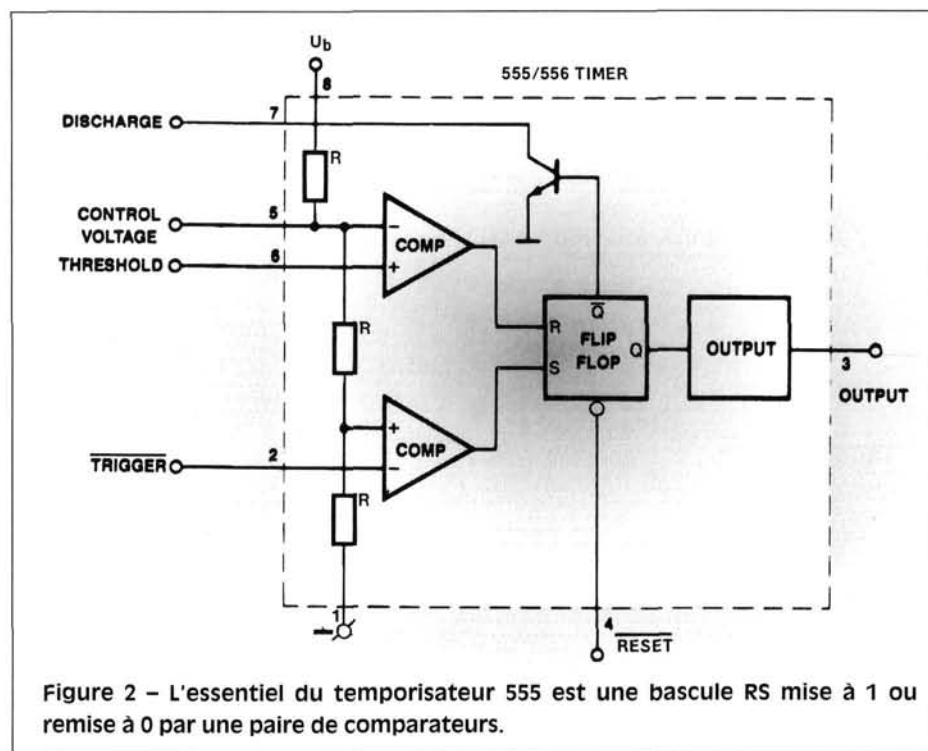 Ub
8
555/556 TIMER
DISCHARGE
7
R
CONTROL
VOLTAGE
5
-
COMP
+
THRESHOLD
6
R
Q
R
FLIP
FLOP
S
Q
OUTPUT
3
OUTPUT
+
COMP
-
TRIGGER
2
R
1
4
RESET
Figure 2 – L'essentiel du temporisateur 555 est une bascule RS mise à 1 ou
remise à 0 par une paire de comparateurs.